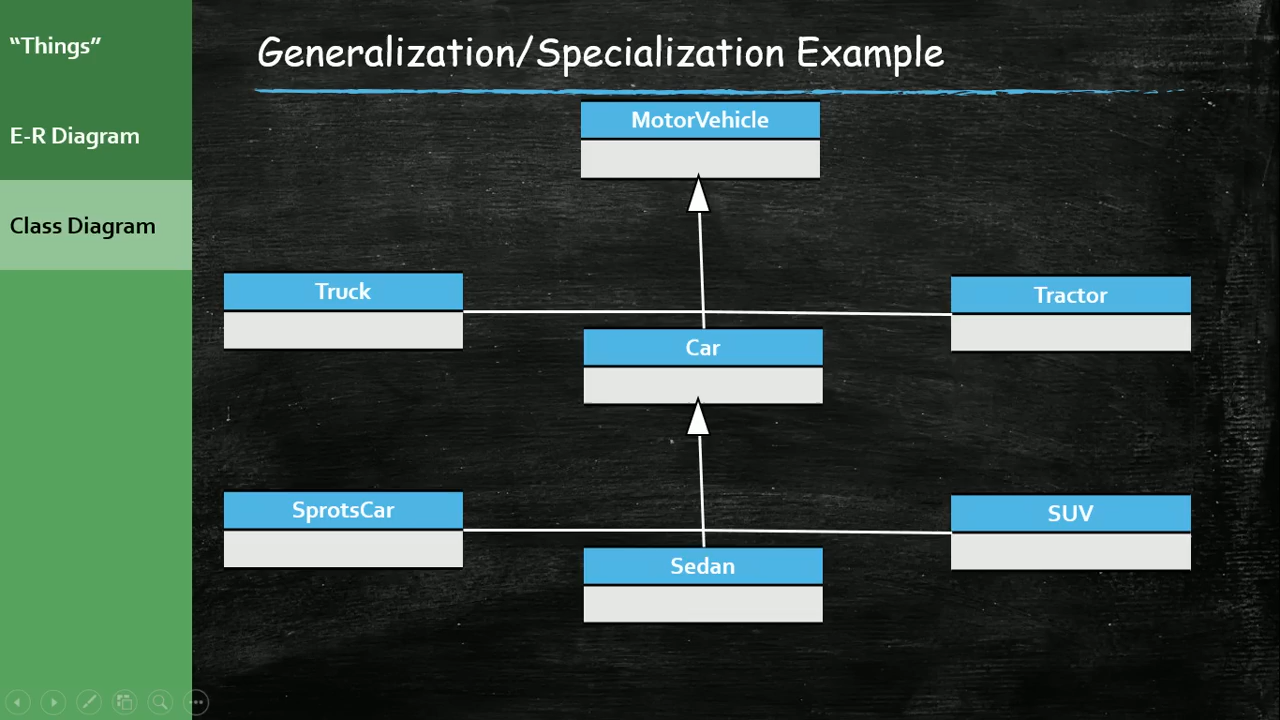 “Things”
E-R Diagram
Class Diagram
Generalization/Specialization Example
MotorVehicle
Truck
Tractor
Car
SprotsCar
SUV
Sedan